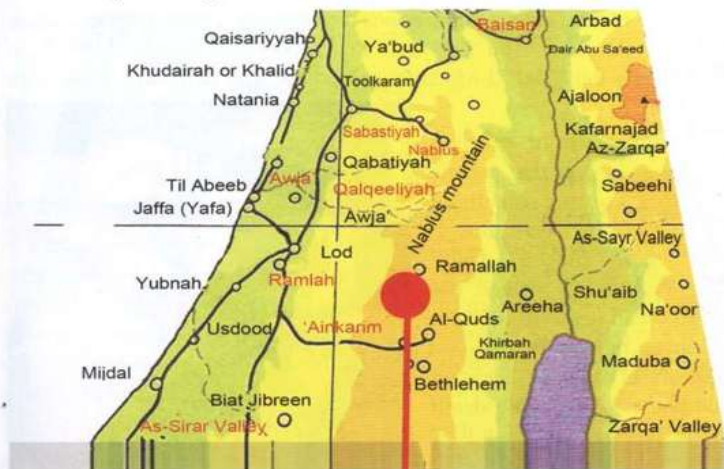 Baisan
Arbad
Qaisariyyah
Ya'bud
Dair Abu Sa'eed
Khudairah or Khalid
Toolkaram
Ajaloon
Natania
Sabastiyah
Nablus
Kafarnajad
Az-Zarqa'
Qabatiyah
Nablus mountain
Til Abeeb
Awja'
Qalqeeliyah
Sabeehi
Jaffa (Yafa)
Awja'
As-Sayr Valley
Lod
Ramallah
Yubnah
Ramlah
Shu'aib
Areeha
Na'oor
Usdood
'Ainkarim
Al-Quds
Khirbah
Qamaran
Maduba
Mijdal
Bethlehem
Biat Jibreen
As-Sirar Valley
Zarqa' Valley